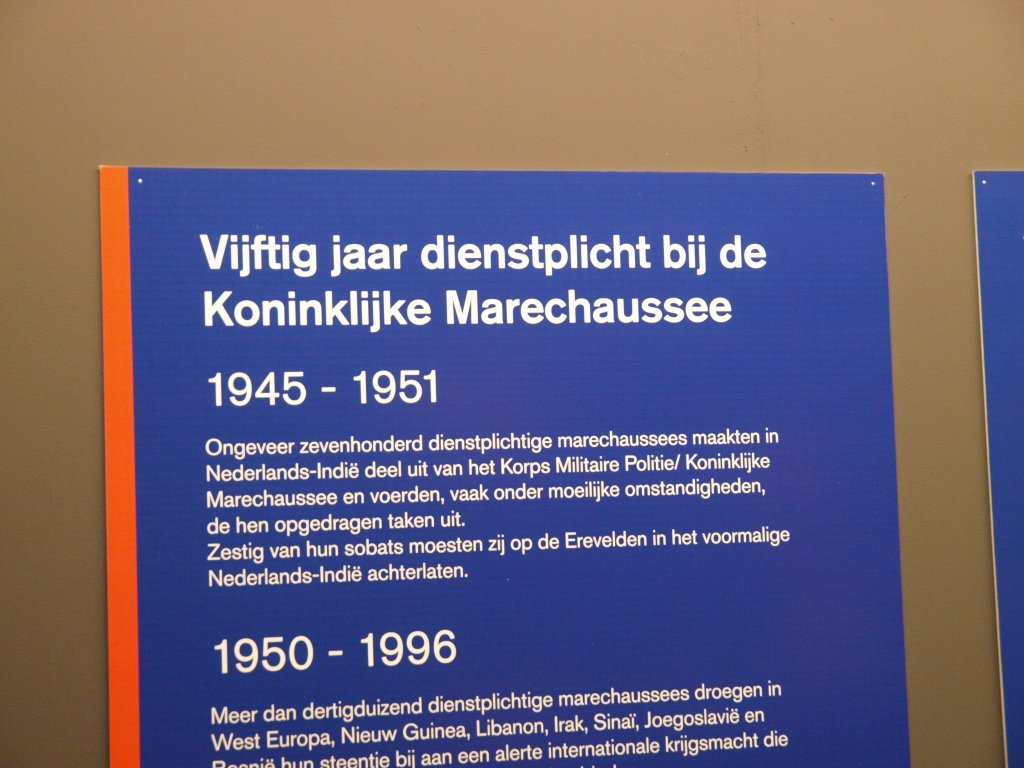 Vijftig jaar dienstplicht bij de
Koninklijke Marechaussee
1945 - 1951
Ongeveer zevenhonderd dienstplichtige marechaussees maakten in
Nederlands-Indië deel uit van het Korps Militaire Politie/ Koninklijke
Marechaussee en voerden, vaak onder moeilijke omstandigheden,
de hen opgedragen taken uit.
Zestig van hun sobats moesten zij op de Erevelden in het voormalige
Nederlands-Indië achterlaten.
1950 - 1996
Meer dan dertigduizend dienstplichtige marechaussees droegen in
West Europa, Nieuw Guinea, Libanon, Irak, Sinaï, Joegoslavië en
Bosnië hun steentje bij aan een alerte internationale krijgsmacht die